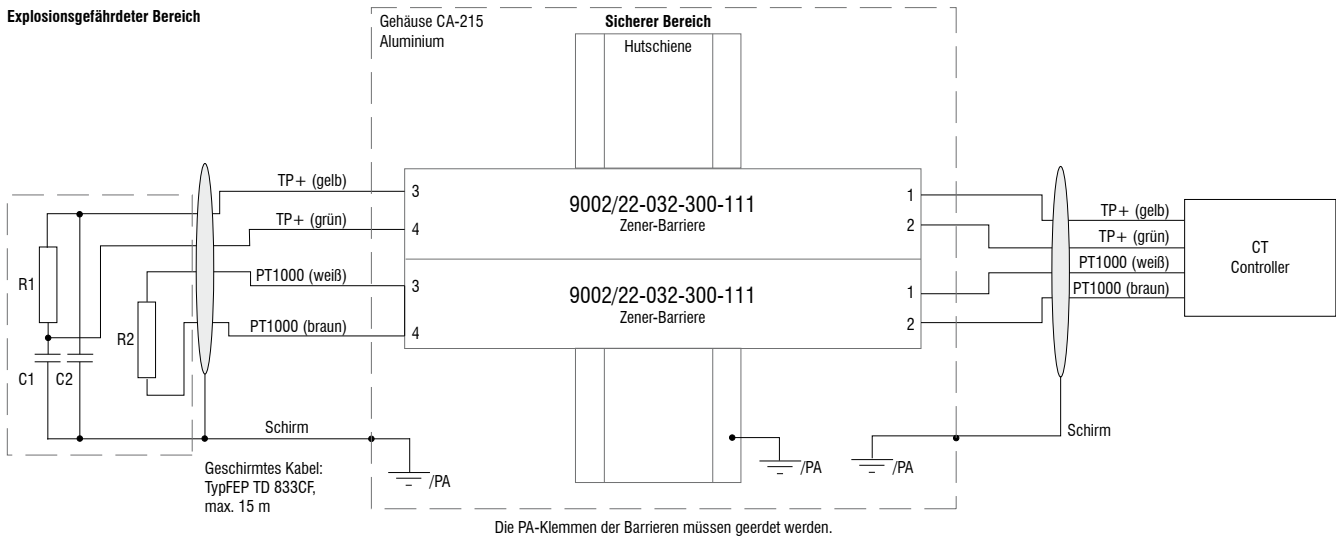 Explosionsgefährdeter Bereich
Gehäuse CA-215
Aluminium
Sicherer Bereich
Hutschiene
TP+ (gelb)
TP+ (grün)
PT1000 (weiß)
PT1000 (braun)
3
4
3
4
9002/22-032-300-111
Zener-Barriere
9002/22-032-300-111
Zener-Barriere
1
2
1
2
TP+ (gelb)
TP+ (grün)
PT1000 (weiß)
PT1000 (braun)
CT
Controller
R1
R2
C1
C2
Schirm
Schirm
/PA
/PA
/PA
Geschirmtes Kabel:
TypFEP TD 833CF,
max. 15 m
Die PA-Klemmen der Barrieren müssen geerdet werden.